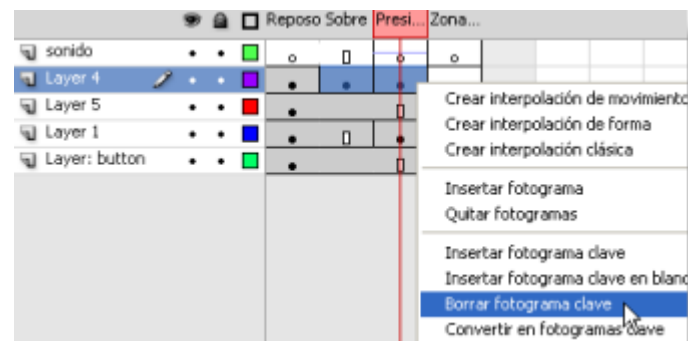 Reposo Sobre Presi... Zona...
sonido
Layer 4
Layer 5
Layer 1
Layer: button
Crear interpolación de movimiento
Crear interpolación de forma
Crear interpolación clásica
Insertar fotograma
Quitar fotogramas
Insertar fotograma clave
Insertar fotograma clave en blanc
Borrar fotograma clave
Convertir en fotogramas clave